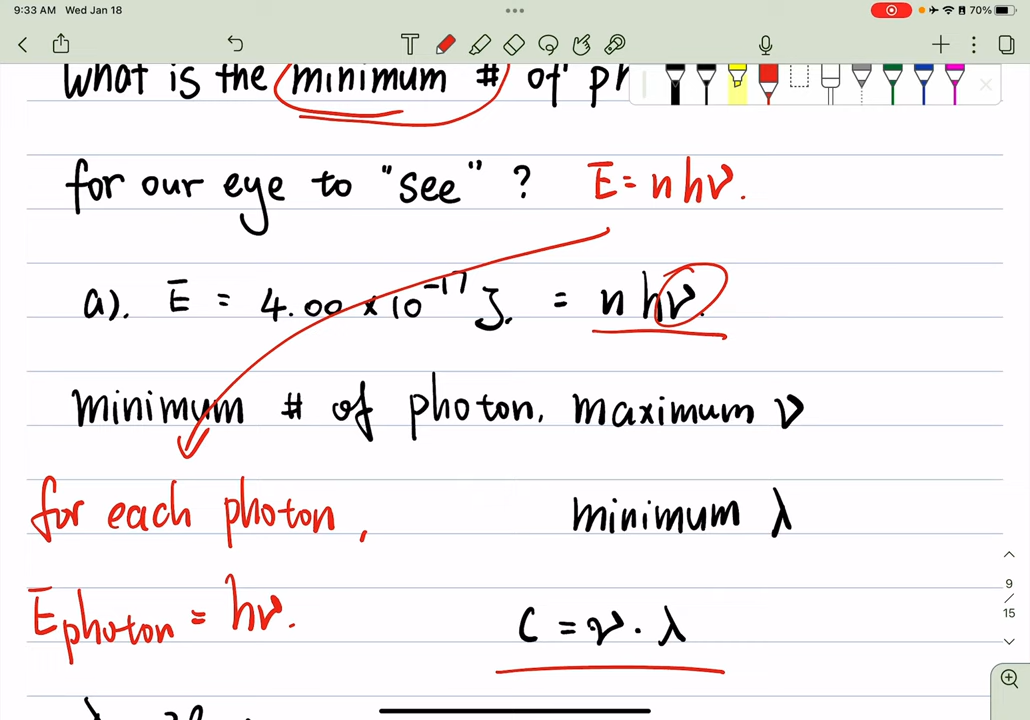 9:33 AM Wed Jan 18
70%
T
What is the minimum # of
for our eye to "see" ? E = nhν.
a). E = 4.00 × 10⁻¹⁷ J. = nhν.
minimum # of photon. maximum ν
for each photon, minimum λ
Ephoton = hν. C = ν · λ
9
/
15